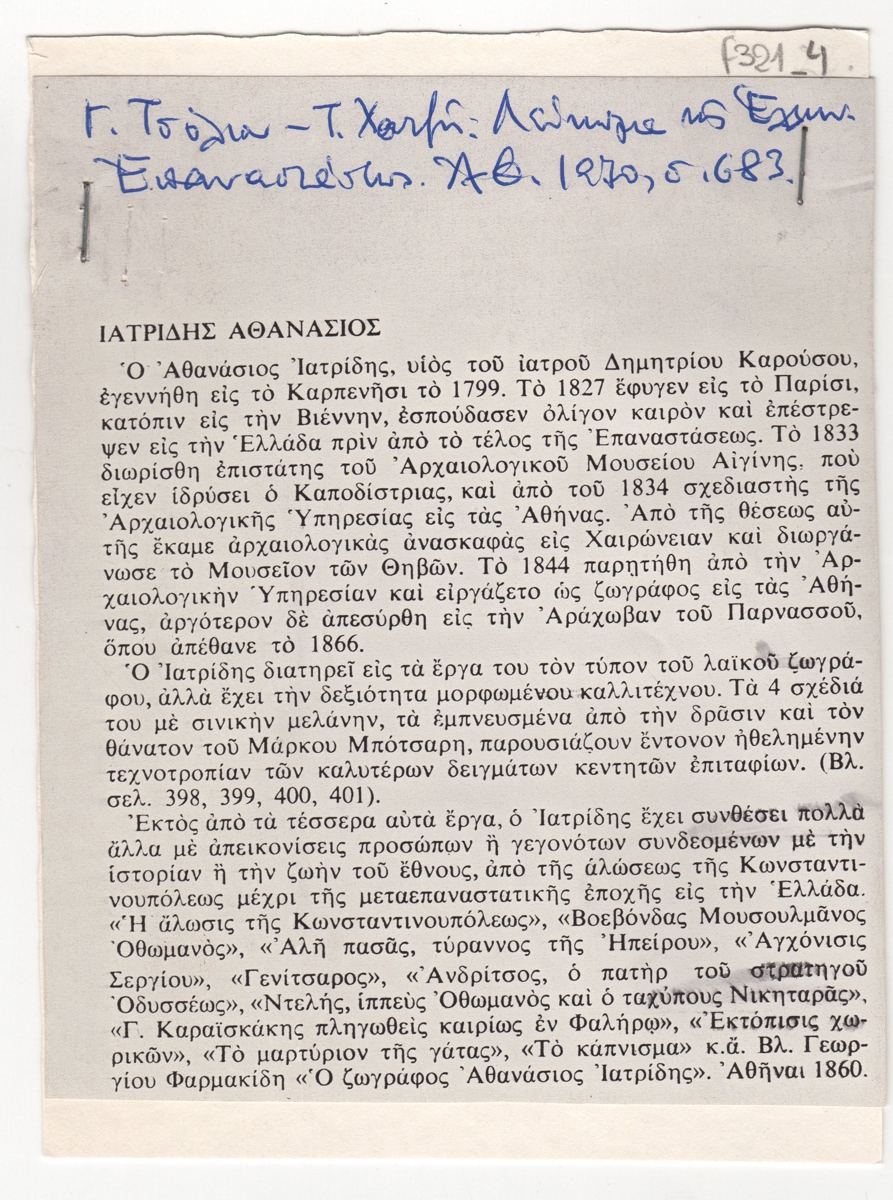 F321_4.
Γ. Τσόλια – Τ. Χατζῆ: Λεύκωμα τῆς Ἑλλην.
Ἐπαναστάσεως. Ἀθ. 1970, σ. 683.
ΙΑΤΡΙΔΗΣ ΑΘΑΝΑΣΙΟΣ
Ὁ Ἀθανάσιος Ἰατρίδης, υἱὸς τοῦ ἰατροῦ Δημητρίου Καρούσου,
ἐγεννήθη εἰς τὸ Καρπενῆσι τὸ 1799. Τὸ 1827 ἔφυγεν εἰς τὸ Παρίσι,
κατόπιν εἰς τὴν Βιέννην, ἐσπούδασεν ὀλίγον καιρὸν καὶ ἐπέστρε-
ψεν εἰς τὴν Ἑλλάδα πρὶν ἀπὸ τὸ τέλος τῆς Ἐπαναστάσεως. Τὸ 1833
διωρίσθη ἐπιστάτης τοῦ Ἀρχαιολογικοῦ Μουσείου Αἰγίνης, ποὺ
εἶχεν ἱδρύσει ὁ Καποδίστριας, καὶ ἀπὸ τοῦ 1834 σχεδιαστὴς τῆς
Ἀρχαιολογικῆς Ὑπηρεσίας εἰς τὰς Ἀθήνας. Ἀπὸ τῆς θέσεως αὐ-
τῆς ἔκαμε ἀρχαιολογικὰς ἀνασκαφὰς εἰς Χαιρώνειαν καὶ διωργά-
νωσε τὸ Μουσεῖον τῶν Θηβῶν. Τὸ 1844 παρῃτήθη ἀπὸ τὴν Ἀρ-
χαιολογικὴν Ὑπηρεσίαν καὶ εἰργάζετο ὡς ζωγράφος εἰς τὰς Ἀθή-
νας, ἀργότερον δὲ ἀπεσύρθη εἰς τὴν Ἀράχωβαν τοῦ Παρνασσοῦ,
ὅπου ἀπέθανε τὸ 1866.
Ὁ Ἰατρίδης διατηρεῖ εἰς τὰ ἔργα του τὸν τύπον τοῦ λαϊκοῦ ζωγρά-
φου, ἀλλὰ ἔχει τὴν δεξιότητα μορφωμένου καλλιτέχνου. Τὰ 4 σχέδιά
του μὲ σινικὴν μελάνην, τὰ ἐμπνευσμένα ἀπὸ τὴν δρᾶσιν καὶ τὸν
θάνατον τοῦ Μάρκου Μπότσαρη, παρουσιάζουν ἔντονον ἠθελημένην
τεχνοτροπίαν τῶν καλυτέρων δειγμάτων κεντητῶν ἐπιταφίων. (Βλ.
σελ. 398, 399, 400, 401).
Ἐκτὸς ἀπὸ τὰ τέσσερα αὐτὰ ἔργα, ὁ Ἰατρίδης ἔχει συνθέσει πολλὰ
ἄλλα μὲ ἀπεικονίσεις προσώπων ἢ γεγονότων συνδεομένων μὲ τὴν
ἱστορίαν ἢ τὴν ζωὴν τοῦ ἔθνους, ἀπὸ τῆς ἁλώσεως τῆς Κωνσταντι-
νουπόλεως μέχρι τῆς μεταεπαναστατικῆς ἐποχῆς εἰς τὴν Ἑλλάδα.
«Ἡ ἅλωσις τῆς Κωνσταντινουπόλεως», «Βοεβόνδας Μουσουλμᾶνος
Ὀθωμανὸς», «Ἀλῆ πασᾶς, τύραννος τῆς Ἠπείρου», «Ἀγχόνισις
Σεργίου», «Γενίτσαρος», «Ἀνδρίτσος, ὁ πατὴρ τοῦ στρατηγοῦ
Ὀδυσσέως», «Ντελής, ἱππεὺς Ὀθωμανὸς καὶ ὁ ταχύπους Νικηταρᾶς»,
«Γ. Καραϊσκάκης πληγωθεὶς καιρίως ἐν Φαλήρῳ», «Ἐκτόπισις χω-
ρικῶν», «Τὸ μαρτύριον τῆς γάτας», «Τὸ κάπνισμα» κ.ἄ. Βλ. Γεωρ-
γίου Φαρμακίδη «Ὁ ζωγράφος Ἀθανάσιος Ἰατρίδης». Ἀθῆναι 1860.